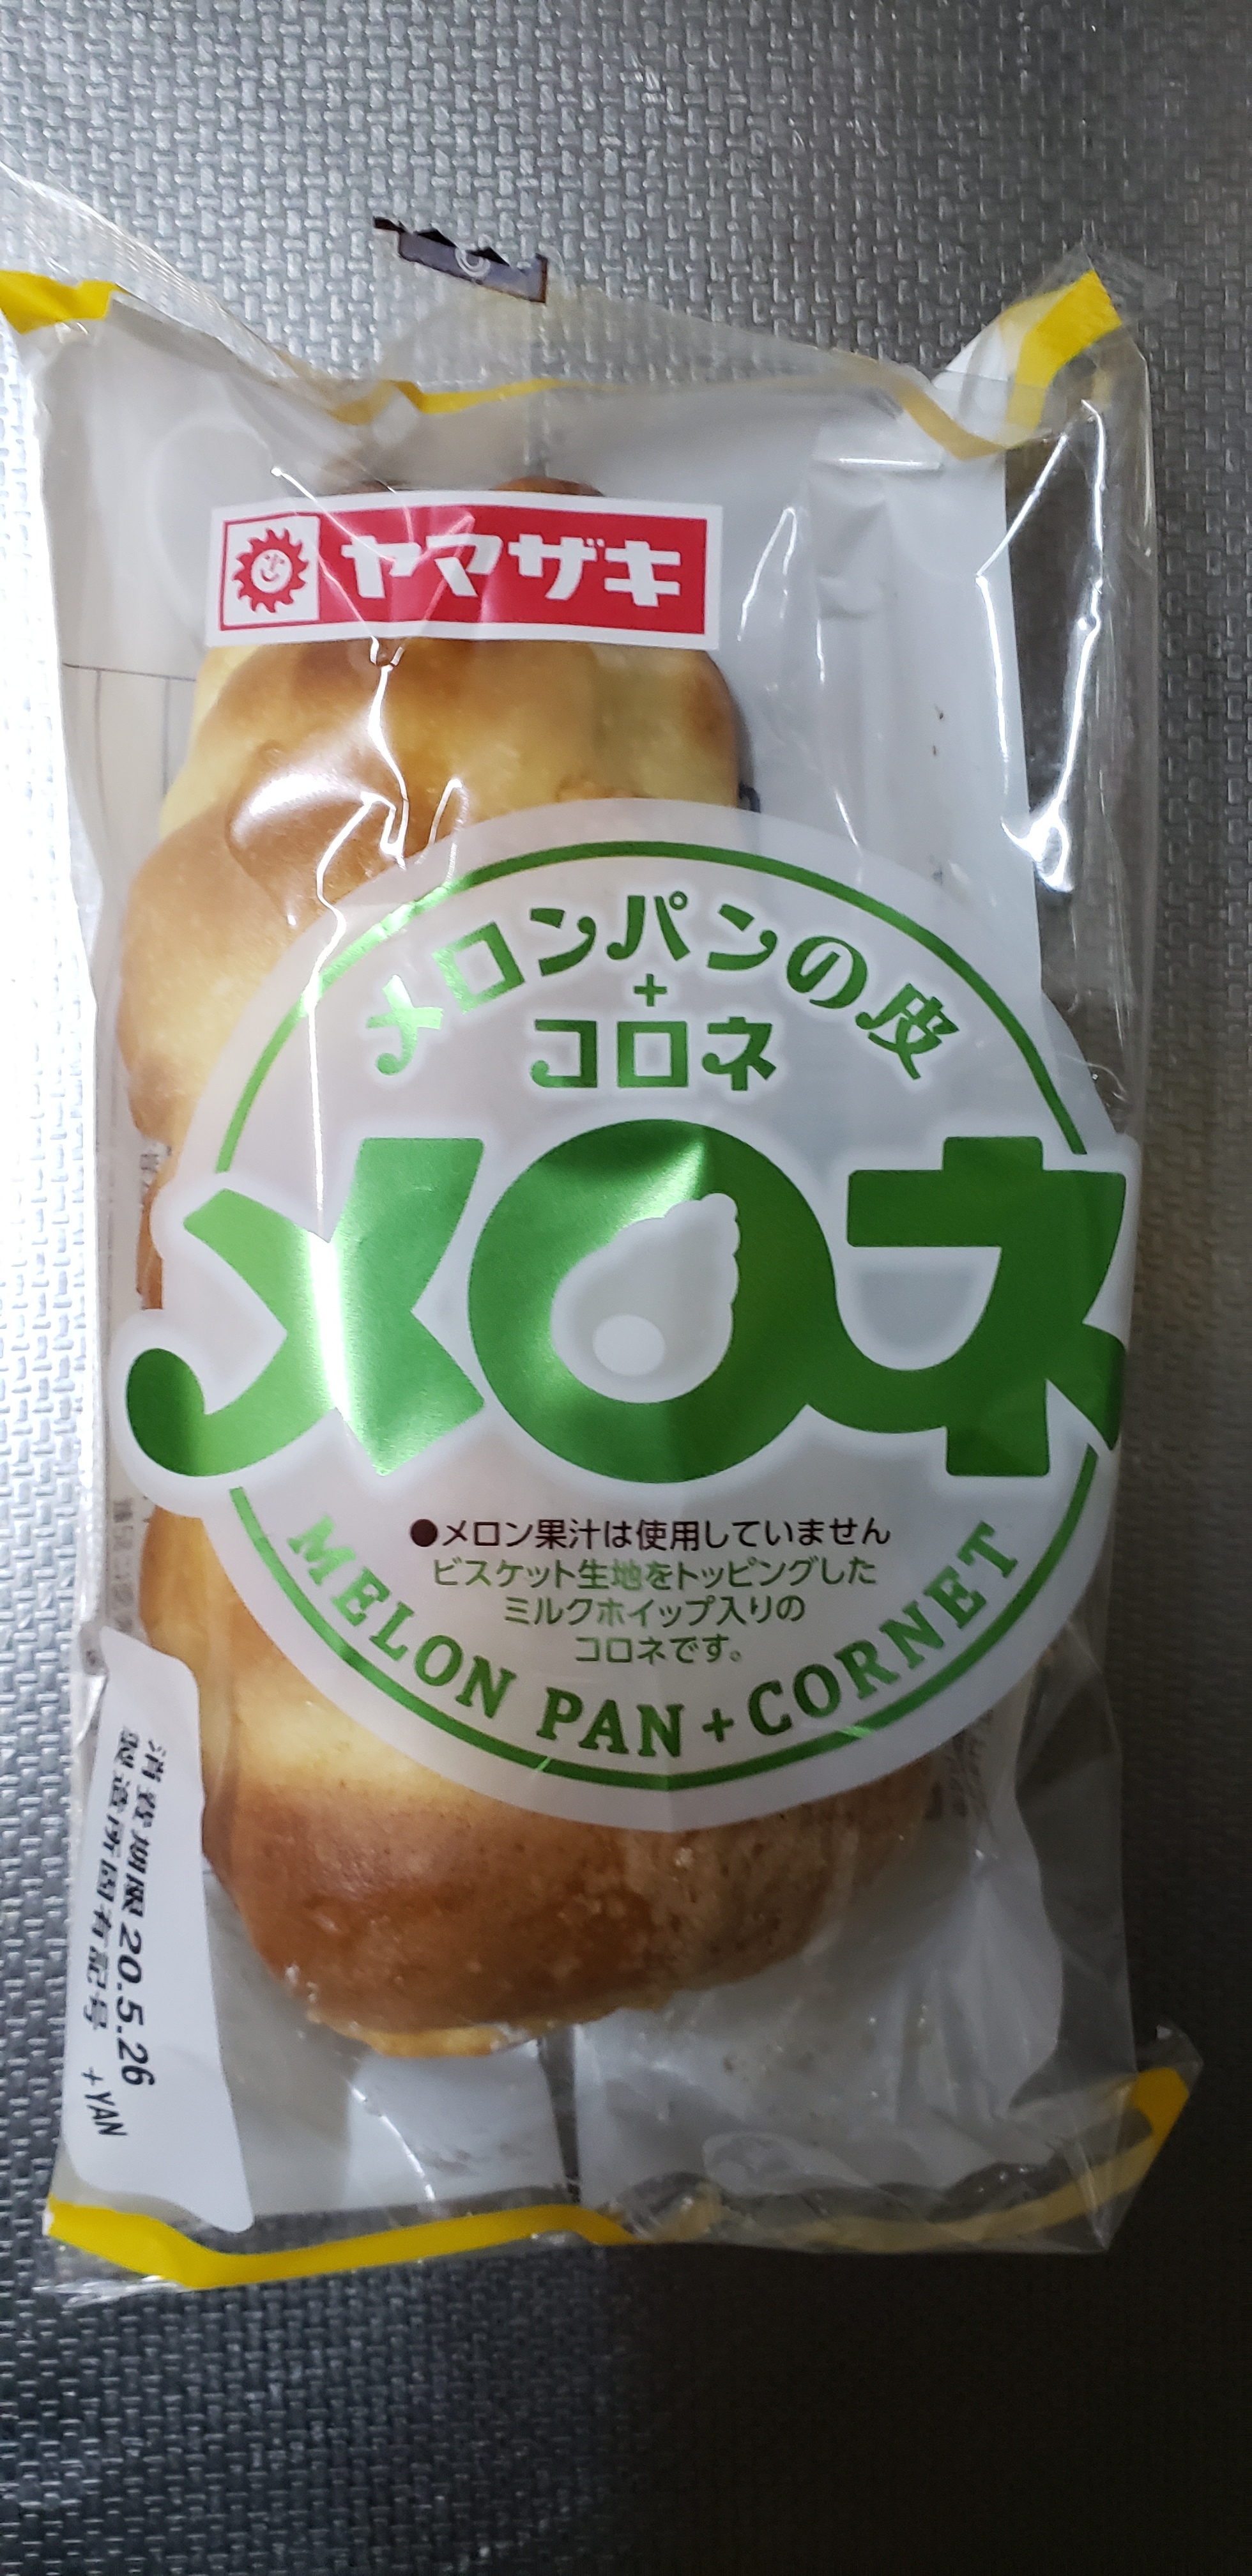 ヤマザキ
メロンパンの皮
+
コロネ
メロネ
●メロン果汁は使用していません
ビスケット生地をトッピングした
ミルクホイップ入りの
コロネです。
MELON PAN+CORNET
消費期限20.5.26
製造所固有記号 +YAN